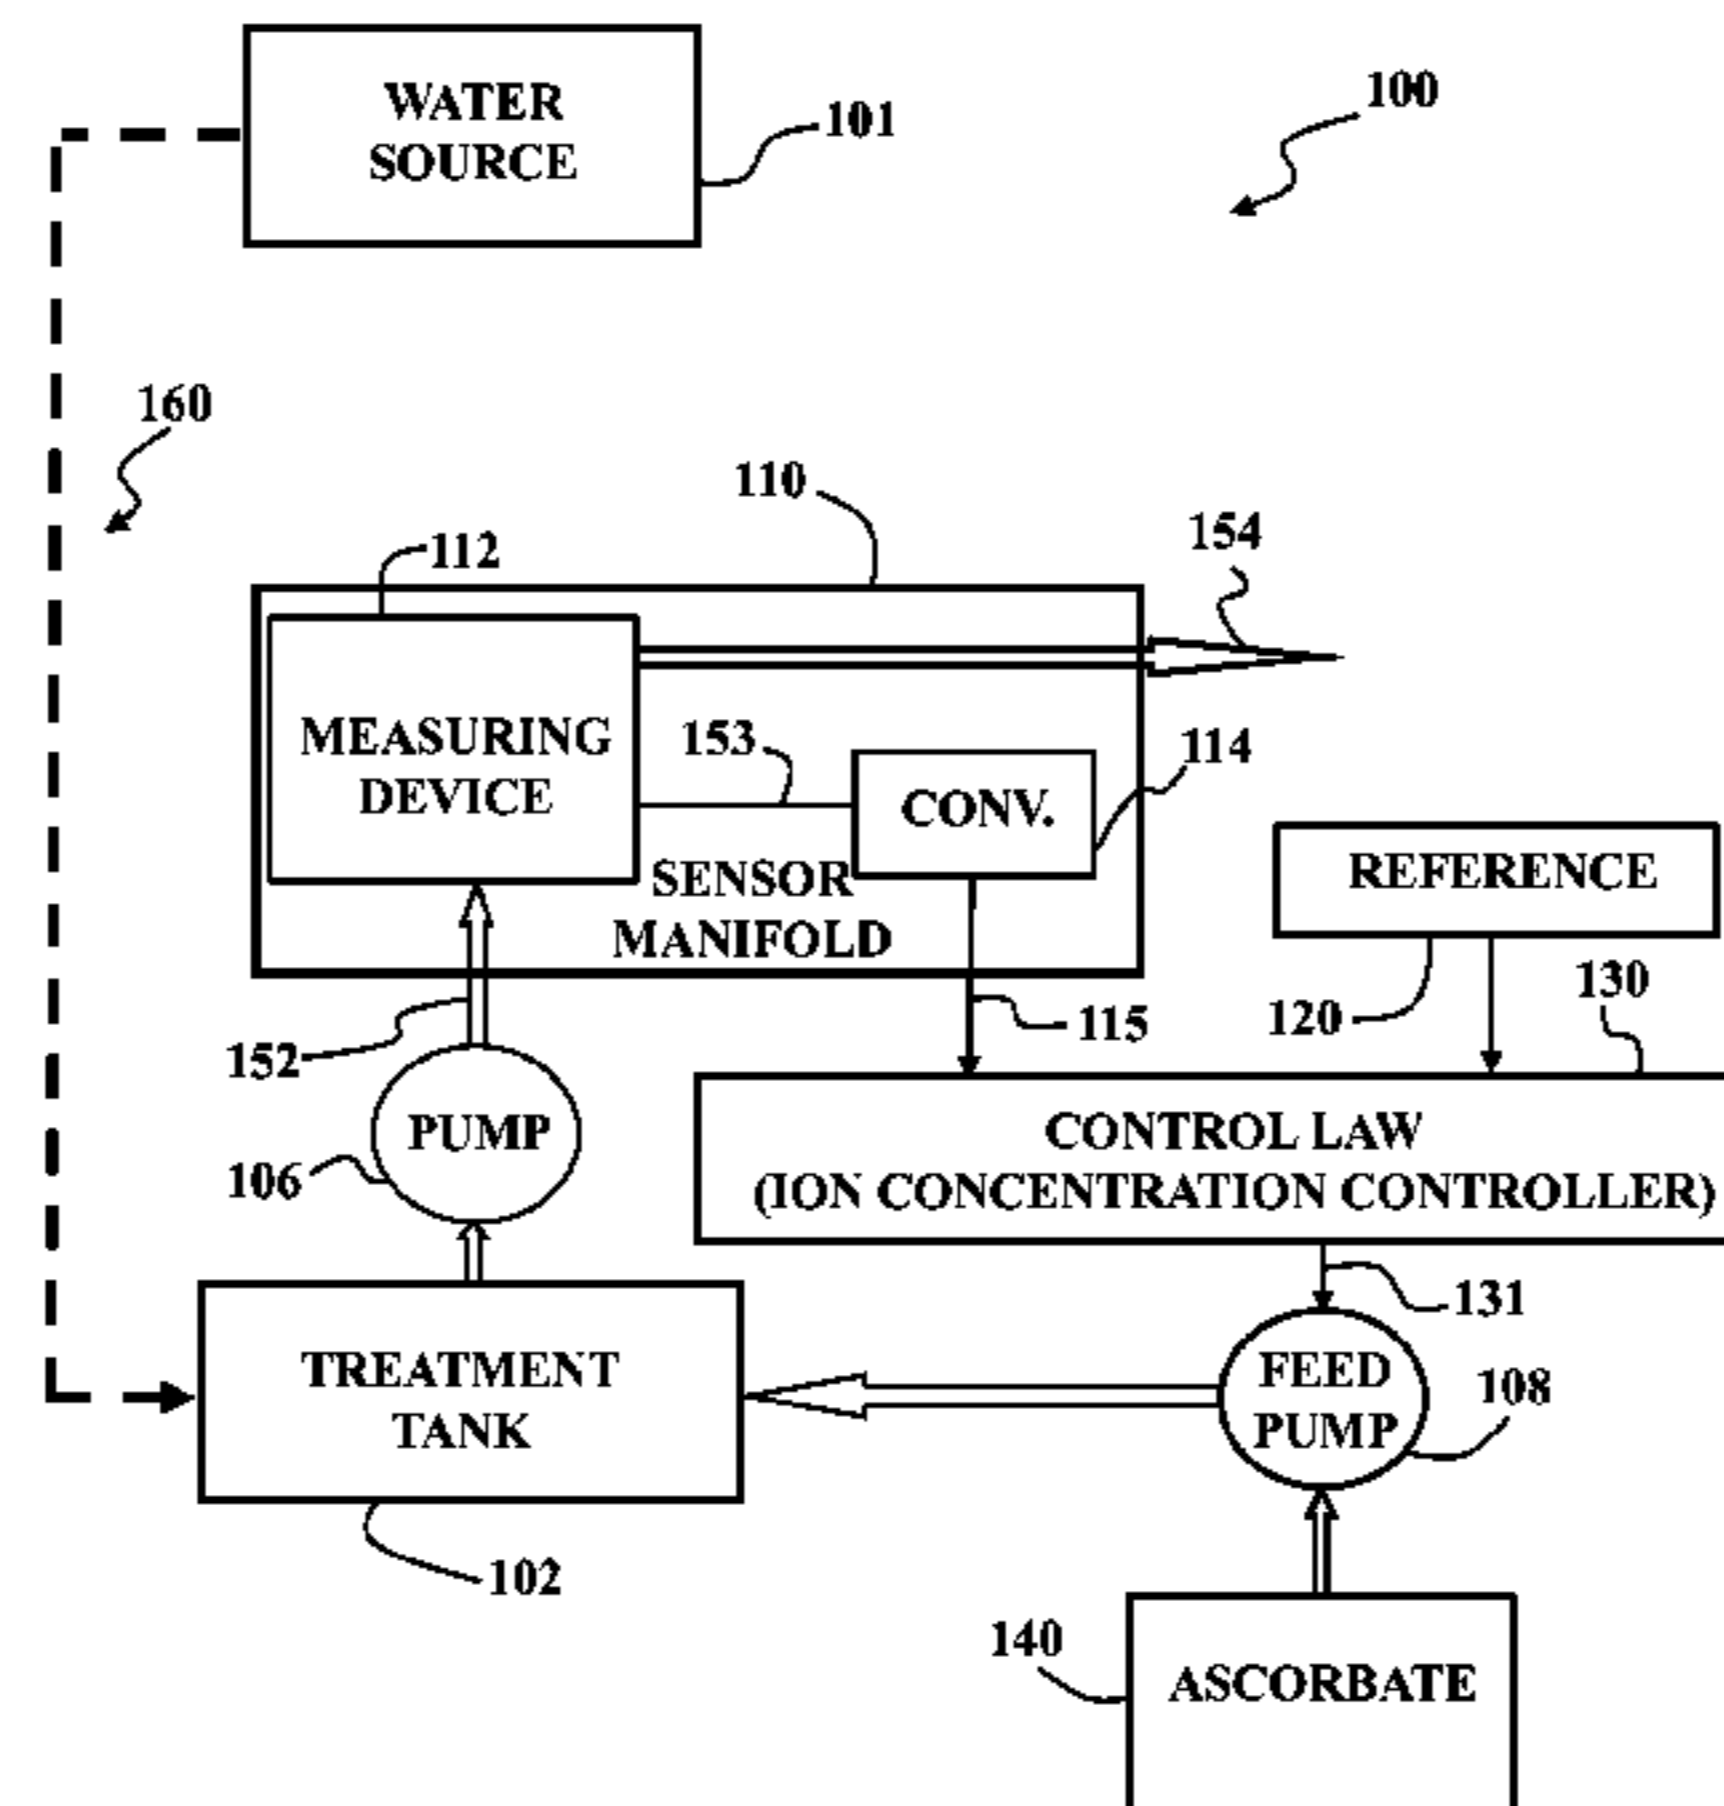 WATER
SOURCE
101
100
160
110
154
112
MEASURING
DEVICE
153
114
CONV.
SENSOR
MANIFOLD
REFERENCE
120
130
115
152
PUMP
106
CONTROL LAW
(ION CONCENTRATION CONTROLLER)
131
TREATMENT
TANK
FEED
PUMP
108
102
140
ASCORBATE